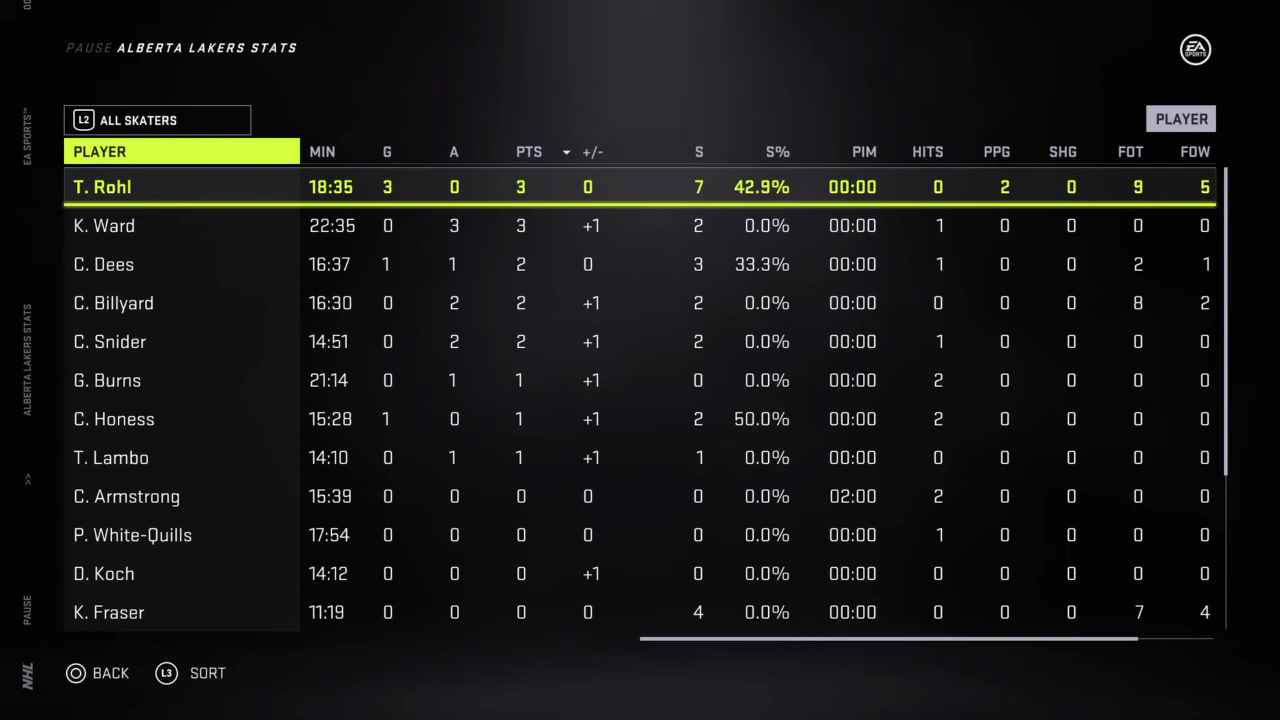 PAUSE ALBERTA LAKERS STATS
EA SPORTS
L2 ALL SKATERS
PLAYER
PLAYER MIN G A PTS +/- S S% PIM HITS PPG SHG FOT FOW
T. Rohl 18:35 3 0 3 0 7 42.9% 00:00 0 2 0 9 5
K. Ward 22:35 0 3 3 +1 2 0.0% 00:00 1 0 0 0 0
C. Dees 16:37 1 1 2 0 3 33.3% 00:00 1 0 0 2 1
C. Billyard 16:30 0 2 2 +1 2 0.0% 00:00 0 0 0 8 2
C. Snider 14:51 0 2 2 +1 2 0.0% 00:00 1 0 0 0 0
G. Burns 21:14 0 1 1 +1 0 0.0% 00:00 2 0 0 0 0
C. Honess 15:28 1 0 1 +1 2 50.0% 00:00 2 0 0 0 0
T. Lambo 14:10 0 1 1 +1 1 0.0% 00:00 0 0 0 0 0
C. Armstrong 15:39 0 0 0 0 0 0.0% 02:00 2 0 0 0 0
P. White-Quills 17:54 0 0 0 0 0 0.0% 00:00 1 0 0 0 0
D. Koch 14:12 0 0 0 +1 0 0.0% 00:00 0 0 0 0 0
K. Fraser 11:19 0 0 0 0 4 0.0% 00:00 0 0 0 7 4
BACK L3 SORT
NHL PAUSE >> ALBERTA LAKERS STATS EA SPORTS™